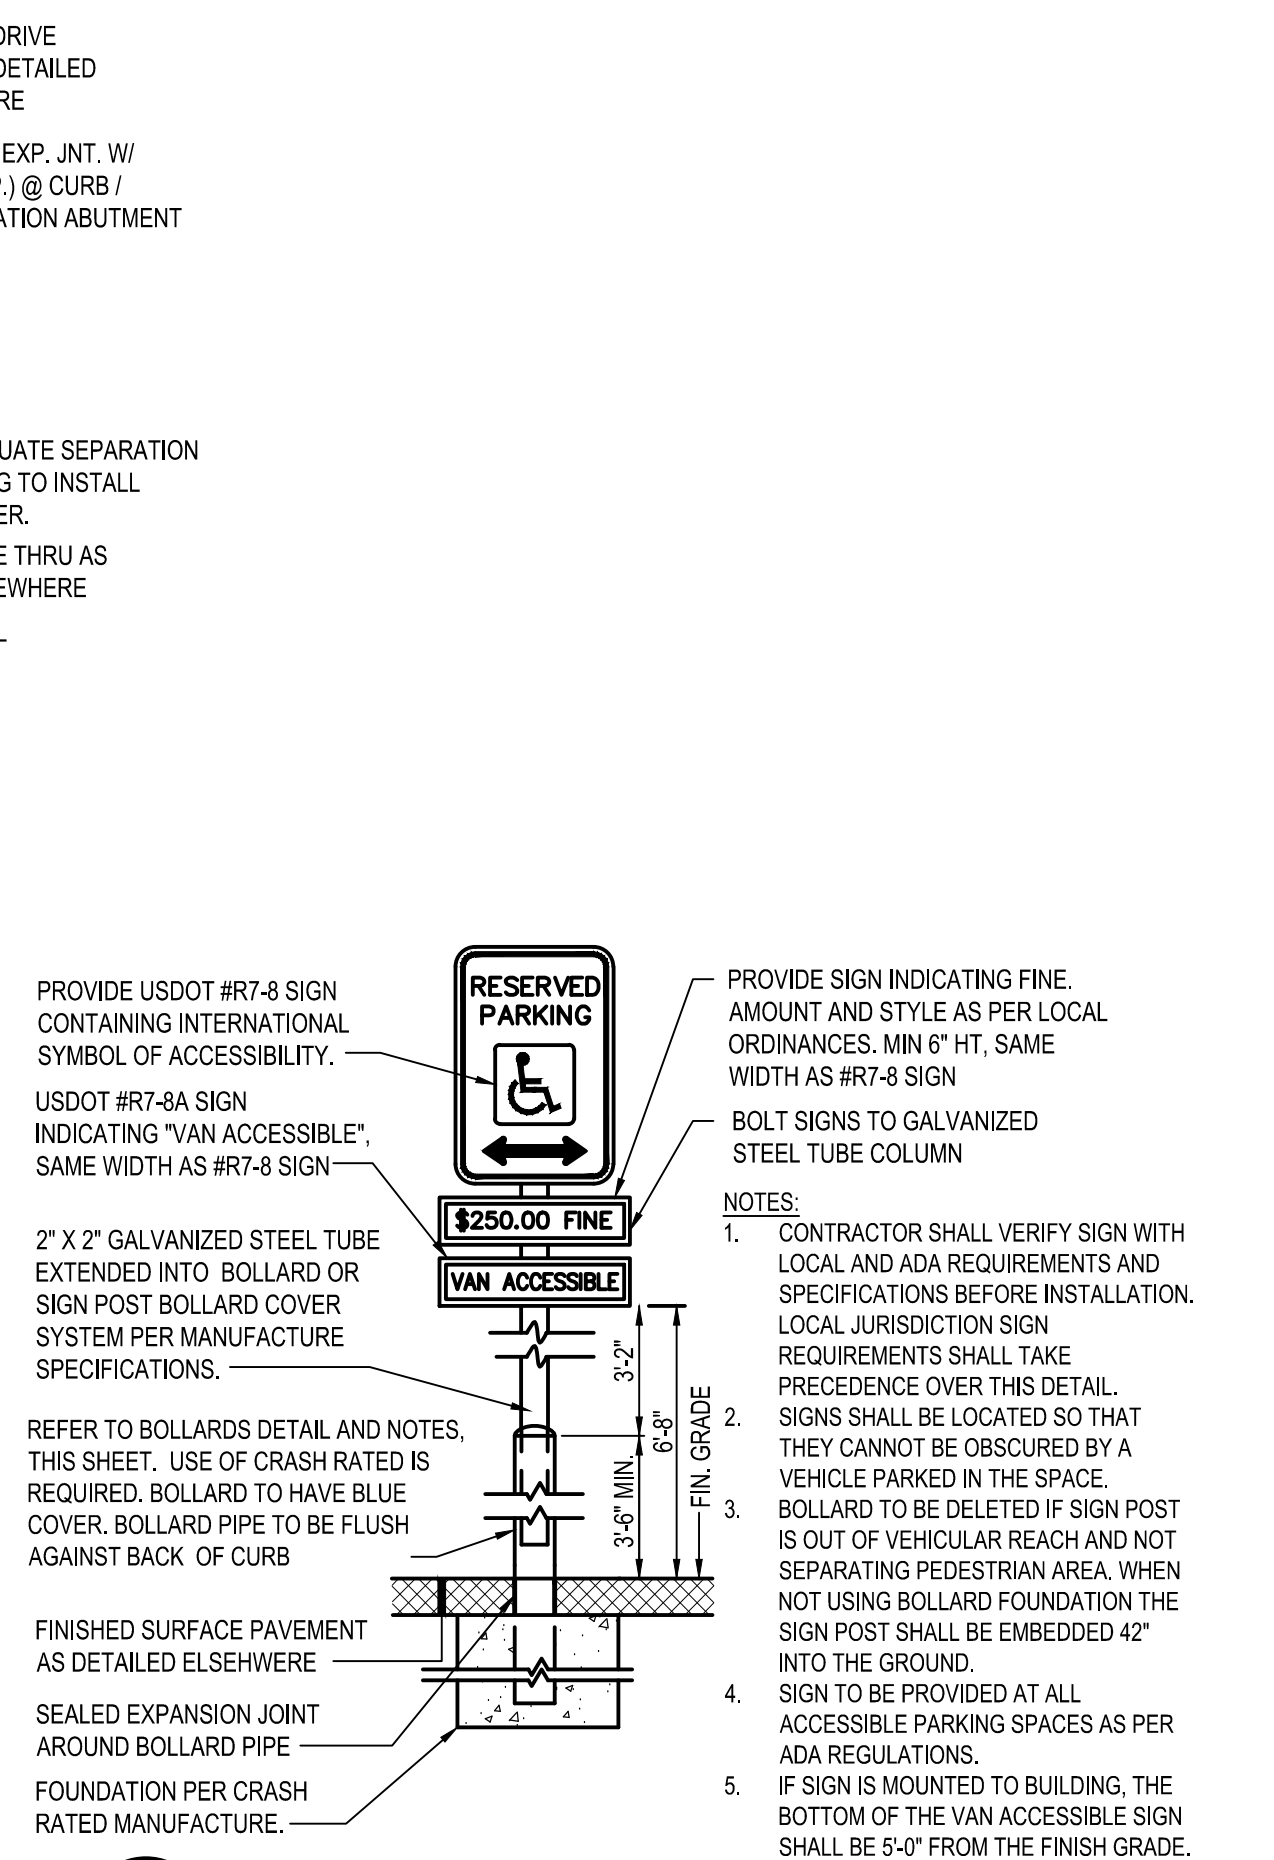 DRIVE
DETAILED
RE
EXP. JNT. W/
.) @ CURB /
ATION ABUTMENT
UATE SEPARATION
G TO INSTALL
ER.
E THRU AS
EWHERE
PROVIDE USDOT #R7-8 SIGN
CONTAINING INTERNATIONAL
SYMBOL OF ACCESSIBILITY.
USDOT #R7-8A SIGN
INDICATING "VAN ACCESSIBLE",
SAME WIDTH AS #R7-8 SIGN
2" X 2" GALVANIZED STEEL TUBE
EXTENDED INTO BOLLARD OR
SIGN POST BOLLARD COVER
SYSTEM PER MANUFACTURE
SPECIFICATIONS.
REFER TO BOLLARDS DETAIL AND NOTES,
THIS SHEET. USE OF CRASH RATED IS
REQUIRED. BOLLARD TO HAVE BLUE
COVER. BOLLARD PIPE TO BE FLUSH
AGAINST BACK OF CURB
FINISHED SURFACE PAVEMENT
AS DETAILED ELSEHWERE
SEALED EXPANSION JOINT
AROUND BOLLARD PIPE
FOUNDATION PER CRASH
RATED MANUFACTURE.
RESERVED
PARKING
$250.00 FINE
VAN ACCESSIBLE
3'-2"
6'-8"
3'-6" MIN.
FIN. GRADE
PROVIDE SIGN INDICATING FINE.
AMOUNT AND STYLE AS PER LOCAL
ORDINANCES. MIN 6" HT, SAME
WIDTH AS #R7-8 SIGN
BOLT SIGNS TO GALVANIZED
STEEL TUBE COLUMN
NOTES:
1. CONTRACTOR SHALL VERIFY SIGN WITH
LOCAL AND ADA REQUIREMENTS AND
SPECIFICATIONS BEFORE INSTALLATION.
LOCAL JURISDICTION SIGN
REQUIREMENTS SHALL TAKE
PRECEDENCE OVER THIS DETAIL.
2. SIGNS SHALL BE LOCATED SO THAT
THEY CANNOT BE OBSCURED BY A
VEHICLE PARKED IN THE SPACE.
3. BOLLARD TO BE DELETED IF SIGN POST
IS OUT OF VEHICULAR REACH AND NOT
SEPARATING PEDESTRIAN AREA. WHEN
NOT USING BOLLARD FOUNDATION THE
SIGN POST SHALL BE EMBEDDED 42"
INTO THE GROUND.
4. SIGN TO BE PROVIDED AT ALL
ACCESSIBLE PARKING SPACES AS PER
ADA REGULATIONS.
5. IF SIGN IS MOUNTED TO BUILDING, THE
BOTTOM OF THE VAN ACCESSIBLE SIGN
SHALL BE 5'-0" FROM THE FINISH GRADE.